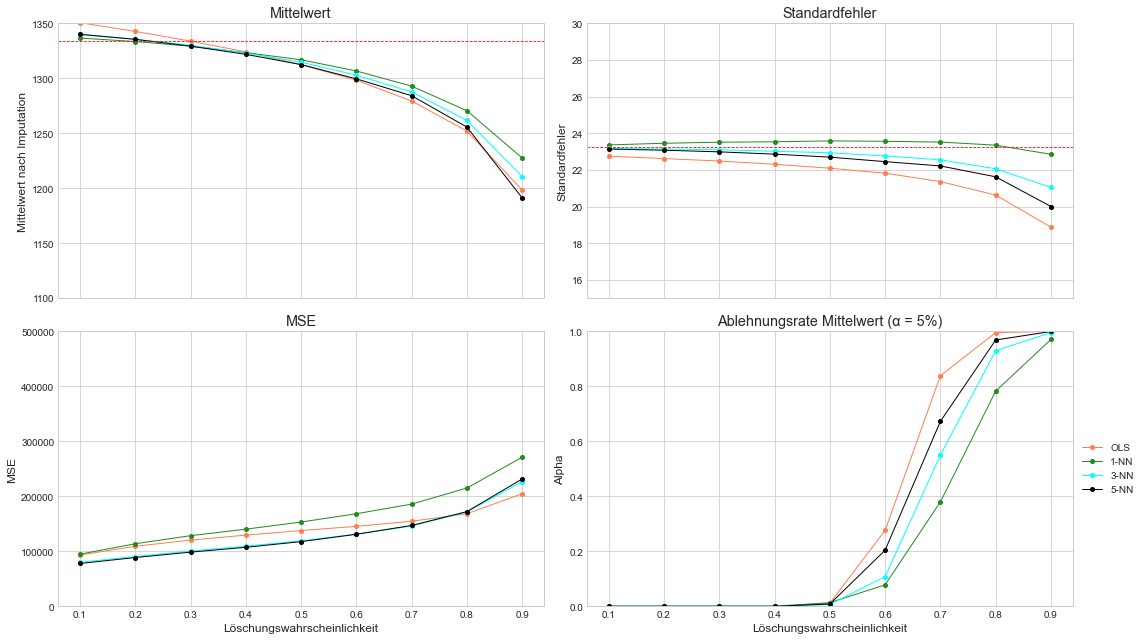 Mittelwert
Mittelwert nach Imputation
1350
1300
1250
1200
1150
1100
Standardfehler
Standardfehler
30
28
26
24
22
20
18
16
MSE
MSE
500000
400000
300000
200000
100000
0
0.1 0.2 0.3 0.4 0.5 0.6 0.7 0.8 0.9
Löschungswahrscheinlichkeit
Ablehnungsrate Mittelwert (α = 5%)
Alpha
1.0
0.8
0.6
0.4
0.2
0.0
0.1 0.2 0.3 0.4 0.5 0.6 0.7 0.8 0.9
Löschungswahrscheinlichkeit
OLS
1-NN
3-NN
5-NN